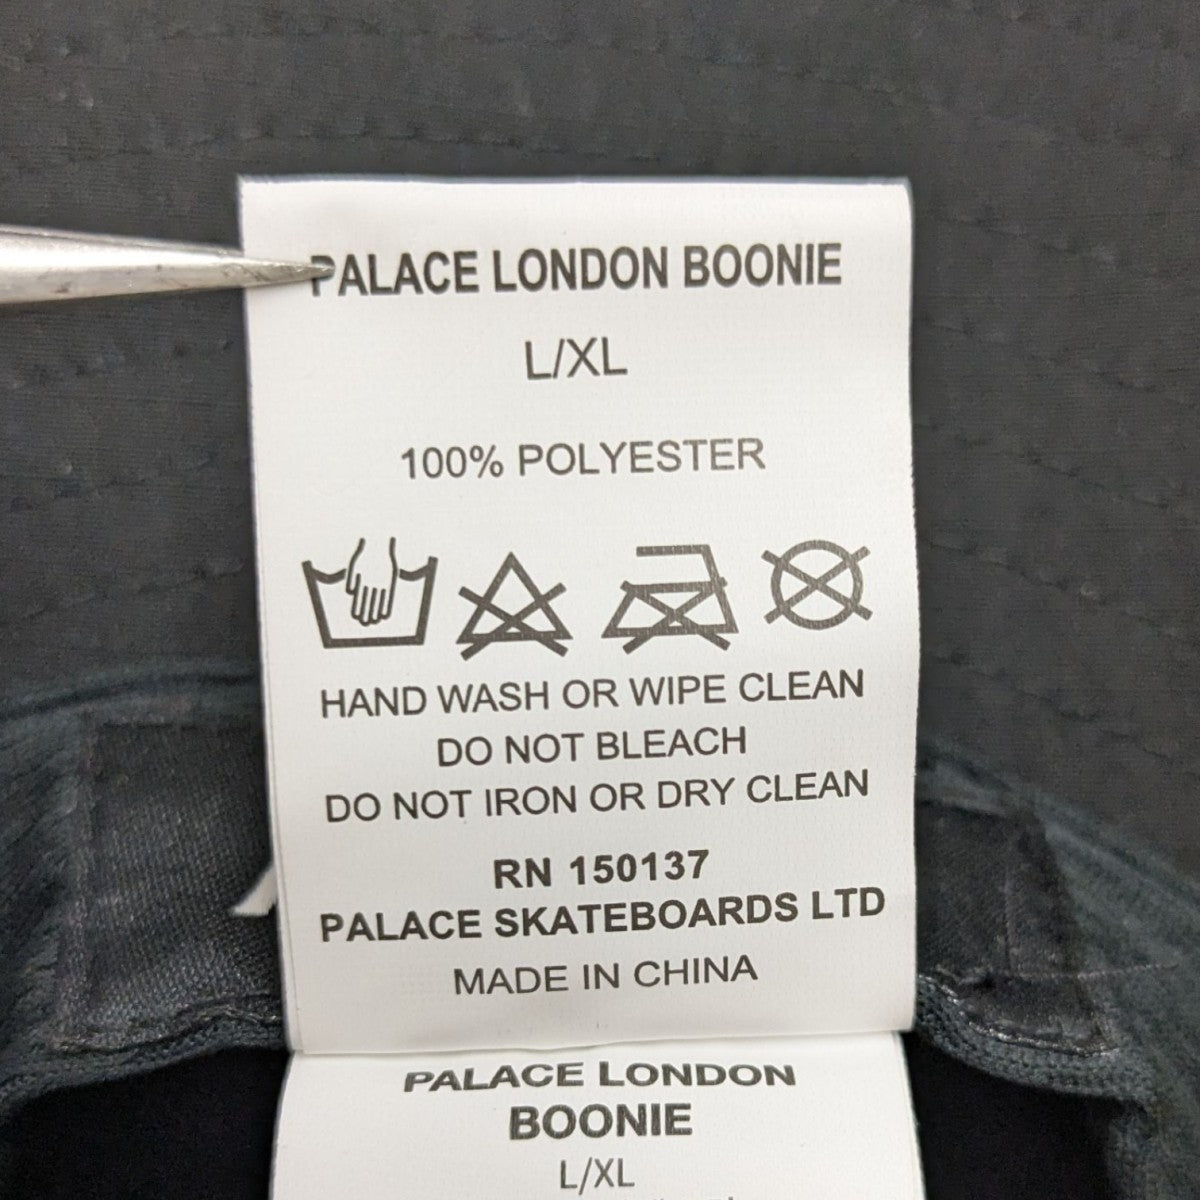 PALACE LONDON BOONIE
L/XL
100% POLYESTER
HAND WASH OR WIPE CLEAN
DO NOT BLEACH
DO NOT IRON OR DRY CLEAN
RN 150137
PALACE SKATEBOARDS LTD
MADE IN CHINA
PALACE LONDON
BOONIE
L/XL